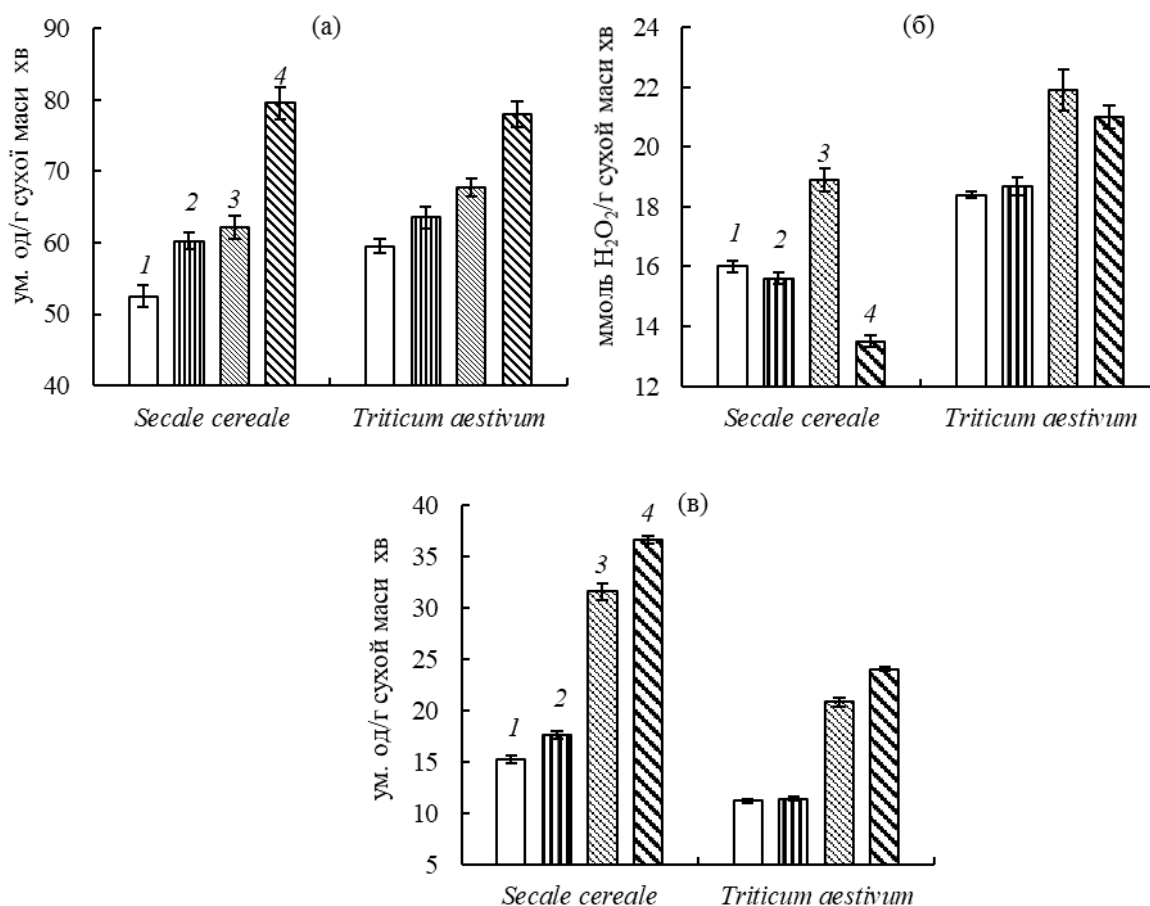 (а)
ум. од/г сухої маси хв
90
80
70
60
50
40
1
2
3
4
Secale cereale
Triticum aestivum
(б)
ммоль H₂O₂/г сухой маси хв
24
22
20
18
16
14
12
1
2
3
4
Secale cereale
Triticum aestivum
(в)
ум. од/г сухой маси хв
40
35
30
25
20
15
10
5
1
2
3
4
Secale cereale
Triticum aestivum